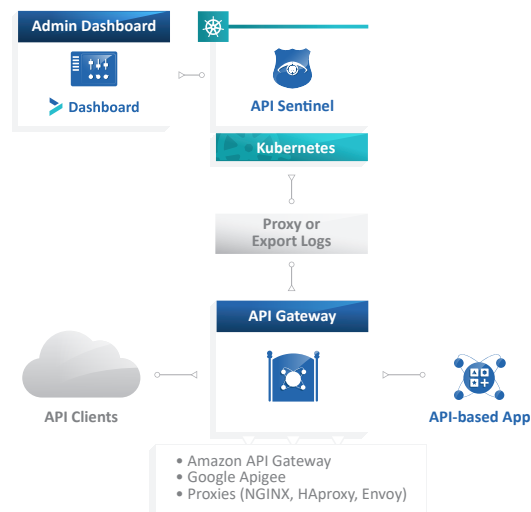 Admin Dashboard
Dashboard
API Sentinel
Kubernetes
Proxy or
Export Logs
API Gateway
API Clients
API-based App
• Amazon API Gateway
• Google Apigee
• Proxies (NGINX, HAproxy, Envoy)